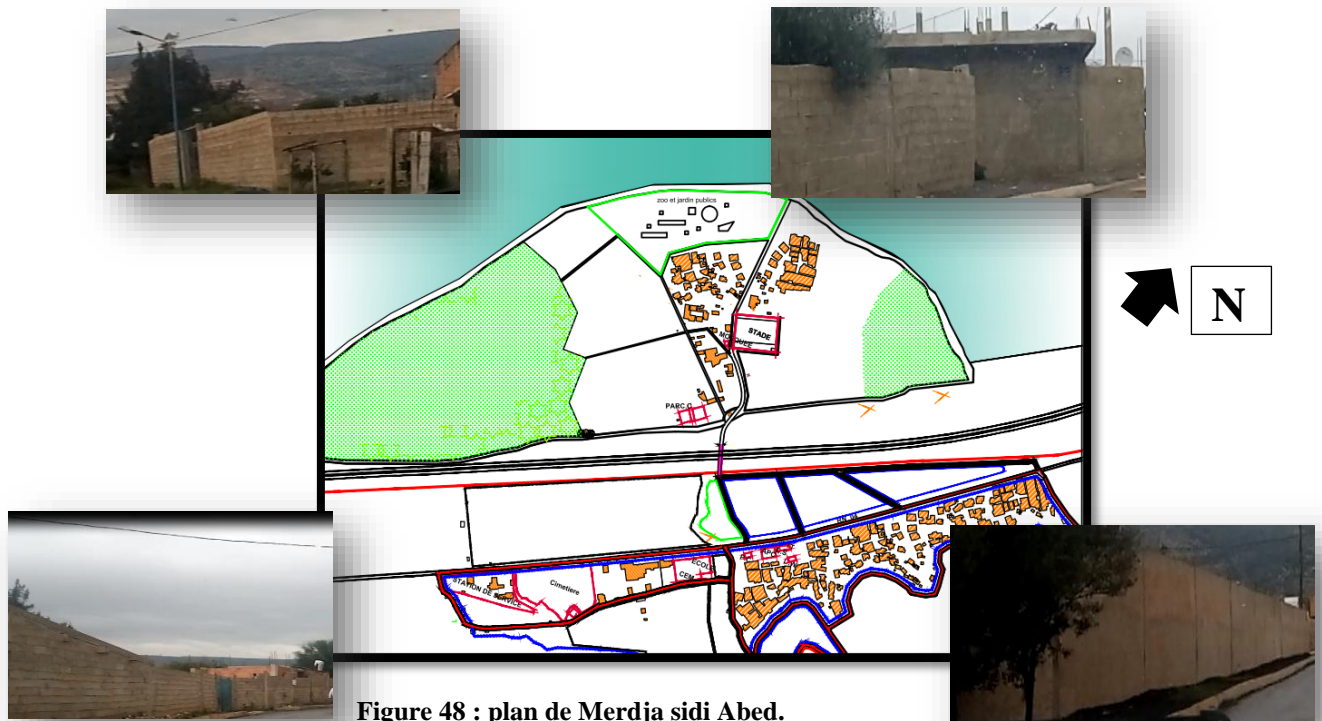 zoo et jardin publics
STADE
MOSQUEE
PARC C
N
ECOLE
CEM
Cimetiere
STATION DE SERVICE
Figure 48 : plan de Merdja sidi Abed.